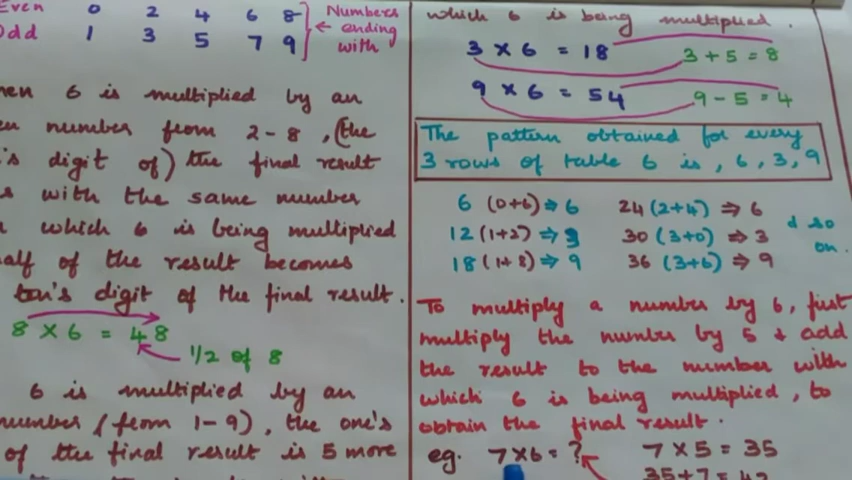 Even 0 2 4 6 8
Odd 1 3 5 7 9
Numbers
← ending
with
hen 6 is multiplied by an
en number from 2-8, (the
's digit of) the final result
s with the same number
n which 6 is being multiplied
alf of the result becomes
ten's digit of the final result.
8 × 6 = 48
1/2 of 8
6 is multiplied by an
number (from 1-9), the one's
of the final result is 5 more
which 6 is being multiplied.
3 × 6 = 18 3 + 5 = 8
9 × 6 = 54 9 - 5 = 4
The pattern obtained for every
3 rows of table 6 is, 6, 3, 9
6 (0+6) ⇒ 6 24 (2+4) ⇒ 6
12 (1+2) ⇒ 3 30 (3+0) ⇒ 3 & so
18 (1+8) ⇒ 9 36 (3+6) ⇒ 9 on.
To multiply a number by 6, first
multiply the number by 5 & add
the result to the number with
which 6 is being multiplied, to
obtain the final result.
eg. 7×6 = ? 7 × 5 = 35
35+7 = 42